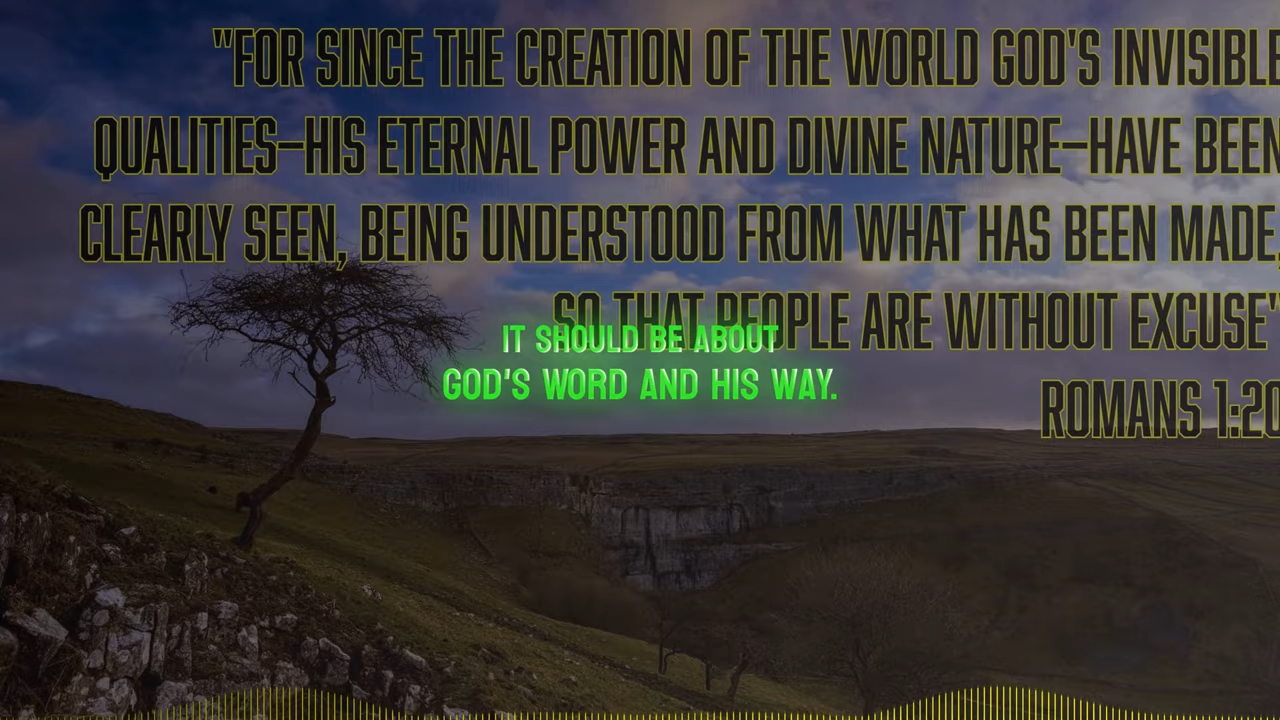 "FOR SINCE THE CREATION OF THE WORLD GOD'S INVISIBLE
QUALITIES—HIS ETERNAL POWER AND DIVINE NATURE—HAVE BEEN
CLEARLY SEEN, BEING UNDERSTOOD FROM WHAT HAS BEEN MADE,
SO THAT PEOPLE ARE WITHOUT EXCUSE"
IT SHOULD BE ABOUT
GOD'S WORD AND HIS WAY.
ROMANS 1:20